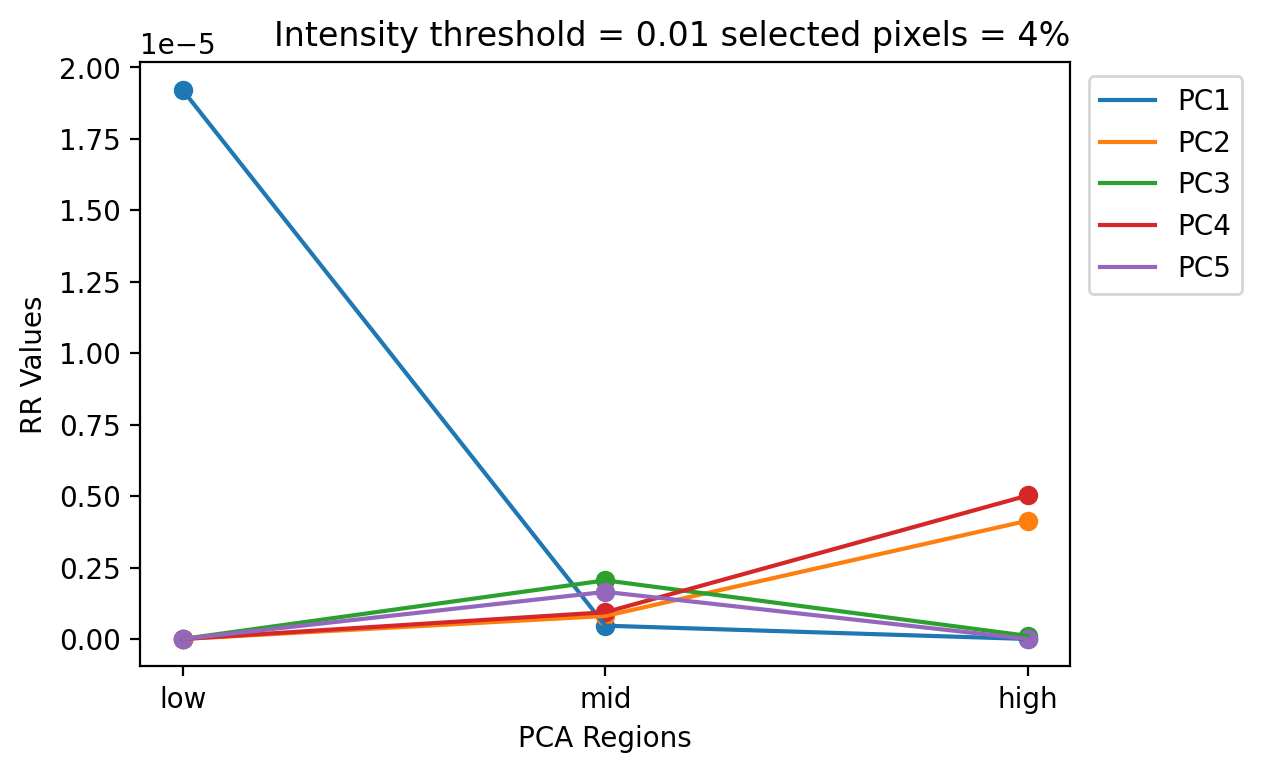 Intensity threshold = 0.01 selected pixels = 4%
1e−5
2.00
1.75
1.50
1.25
1.00
0.75
0.50
0.25
0.00
RR Values
low
mid
high
PCA Regions
PC1
PC2
PC3
PC4
PC5